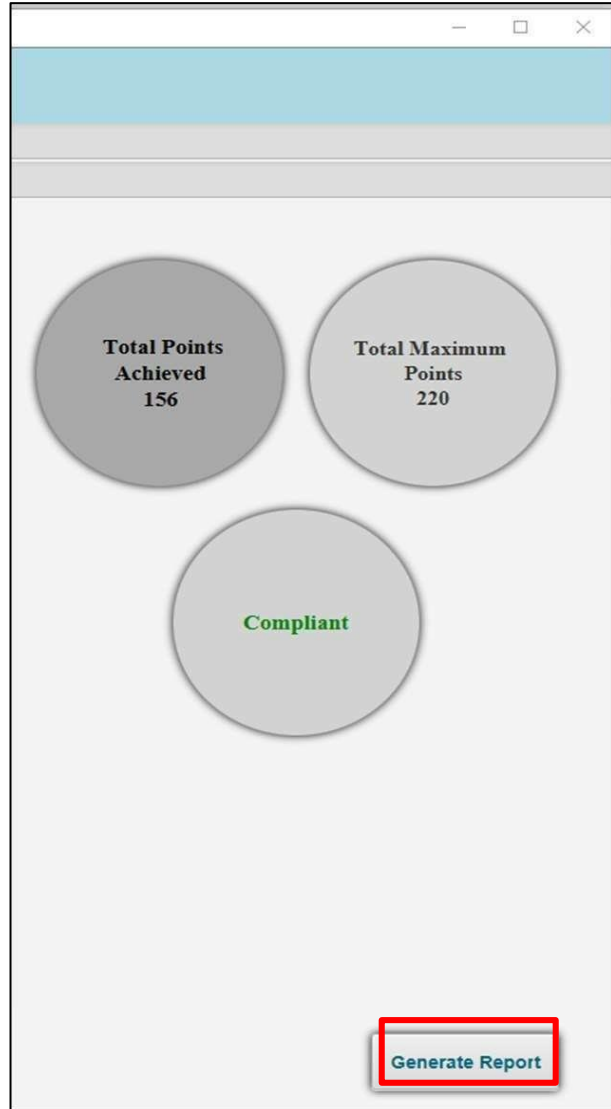 Total Points
Achieved
156
Total Maximum
Points
220
Compliant
Generate Report